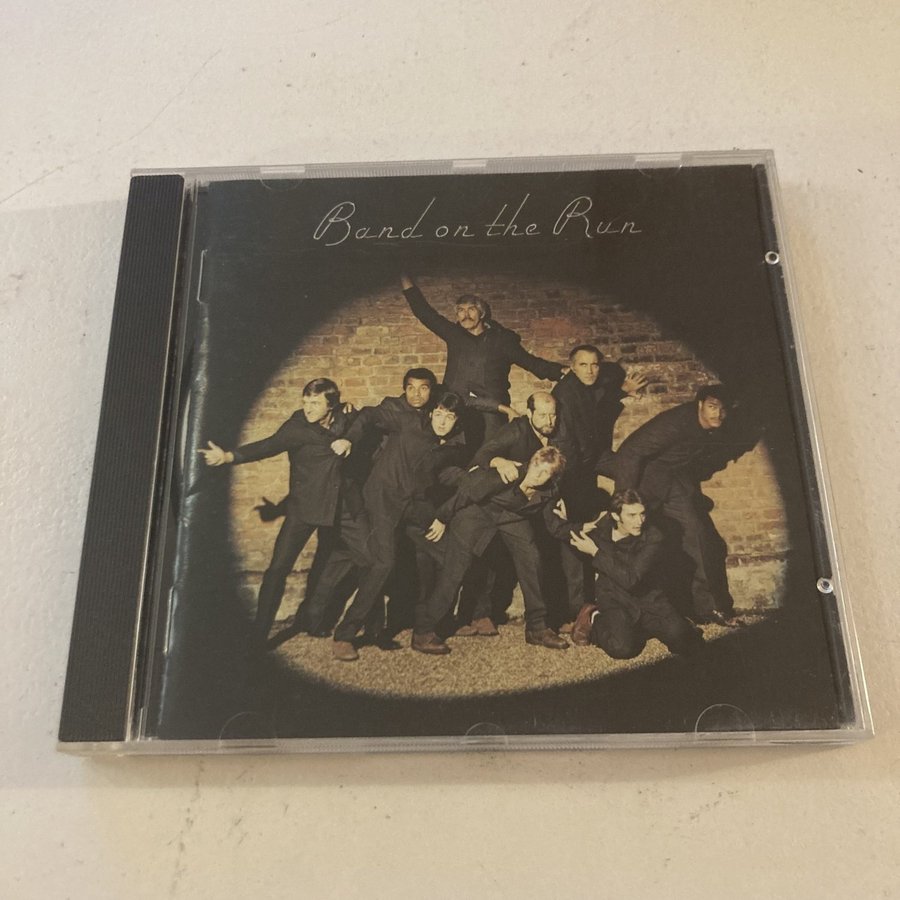 Band on the Run